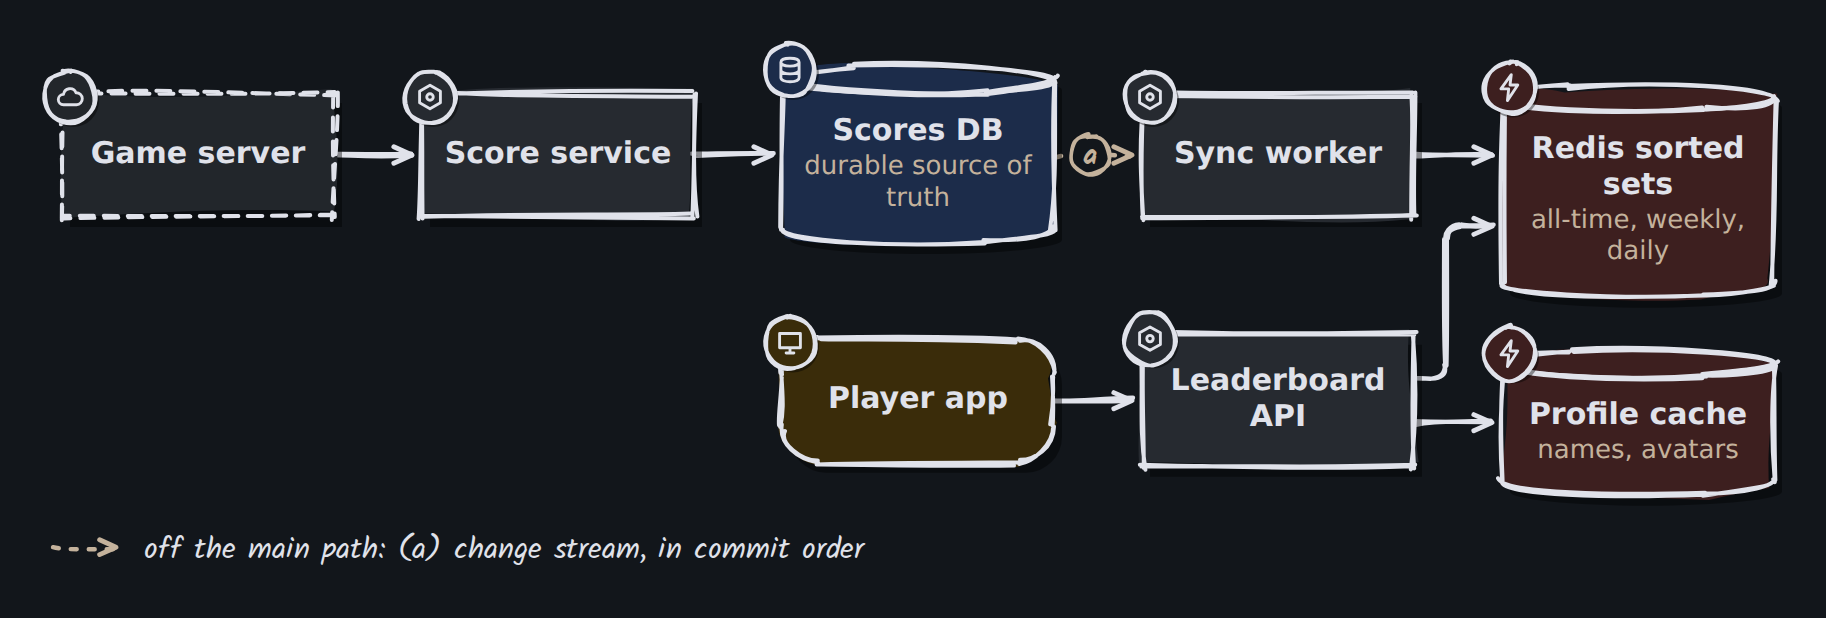 Game server
Score service
Scores DB
durable source of
truth
a
Sync worker
Redis sorted
sets
all-time, weekly,
daily
Player app
Leaderboard
API
Profile cache
names, avatars
off the main path: (a) change stream, in commit order